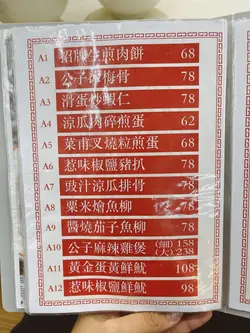 A1 招牌生煎肉餅 68
A2 公子話梅骨 78
A3 滑蛋炒蝦仁 78
A4 涼瓜肉碎煎蛋 62
A5 菜甫叉燒粒煎蛋 68
A6 惹味椒鹽豬扒 78
A7 豉汁涼瓜排骨 78
A8 粟米燴魚柳 78
A9 醬燒茄子魚柳 78
A10 公子麻辣雞煲 (細) 158 (大) 238
A11 黃金蛋黃鮮魷 108
A12 惹味椒鹽鮮魷 98